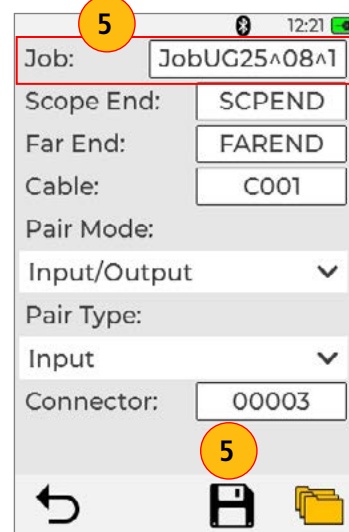 5
12:21
Job: JobUG25^08^1
Scope End: SCPEND
Far End: FAREND
Cable: C001
Pair Mode:
Input/Output
Pair Type:
Input
Connector: 00003
5